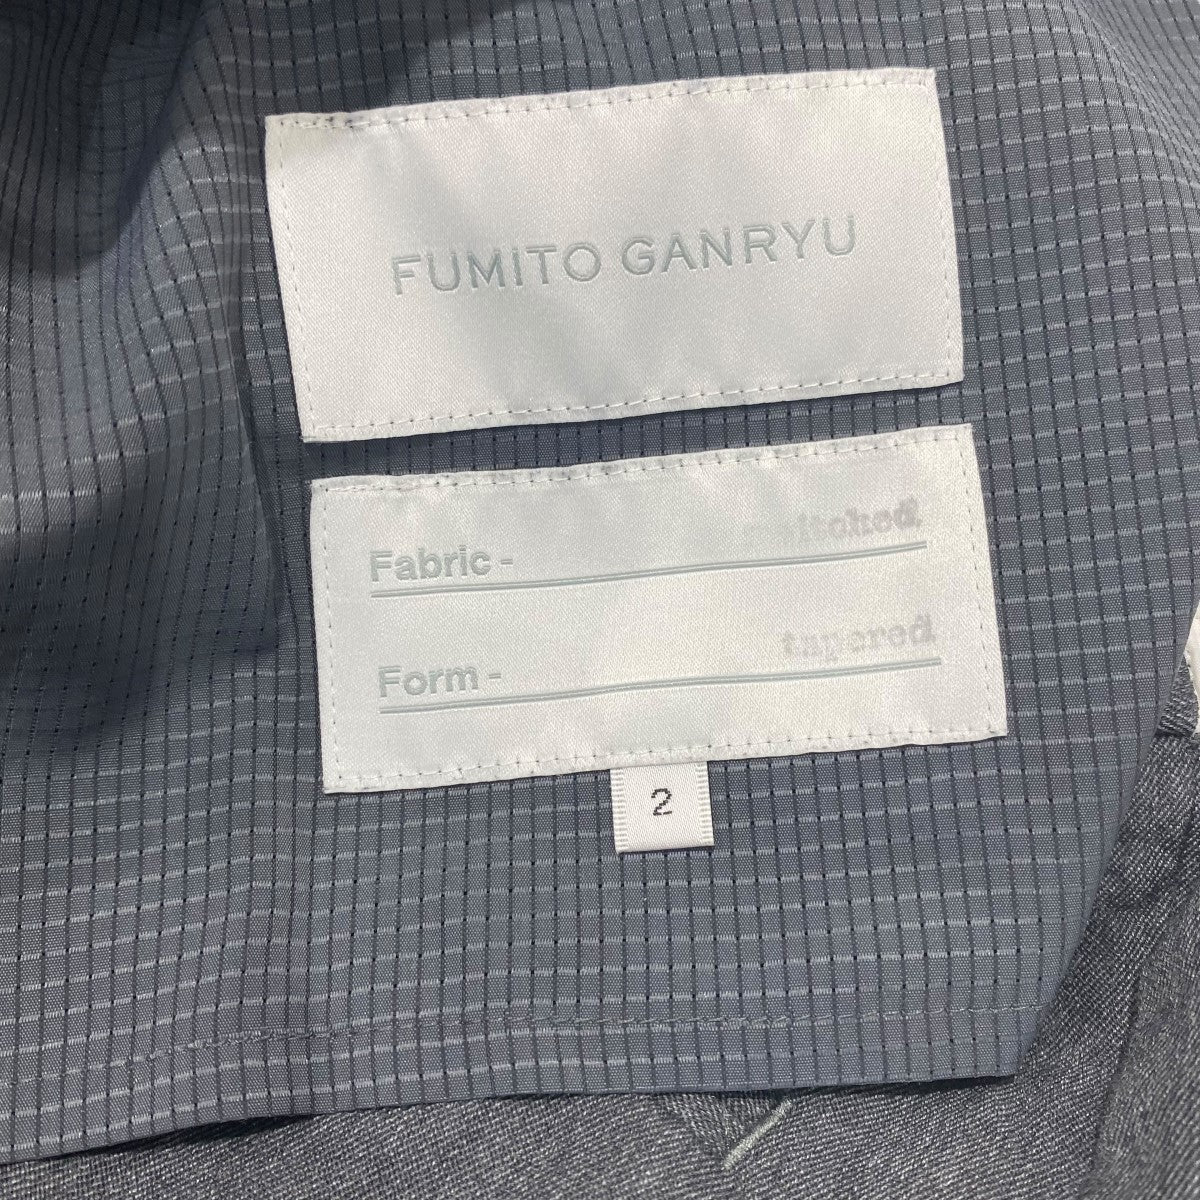 FUMITO GANRYU
Fabric -
Form - tapered
2